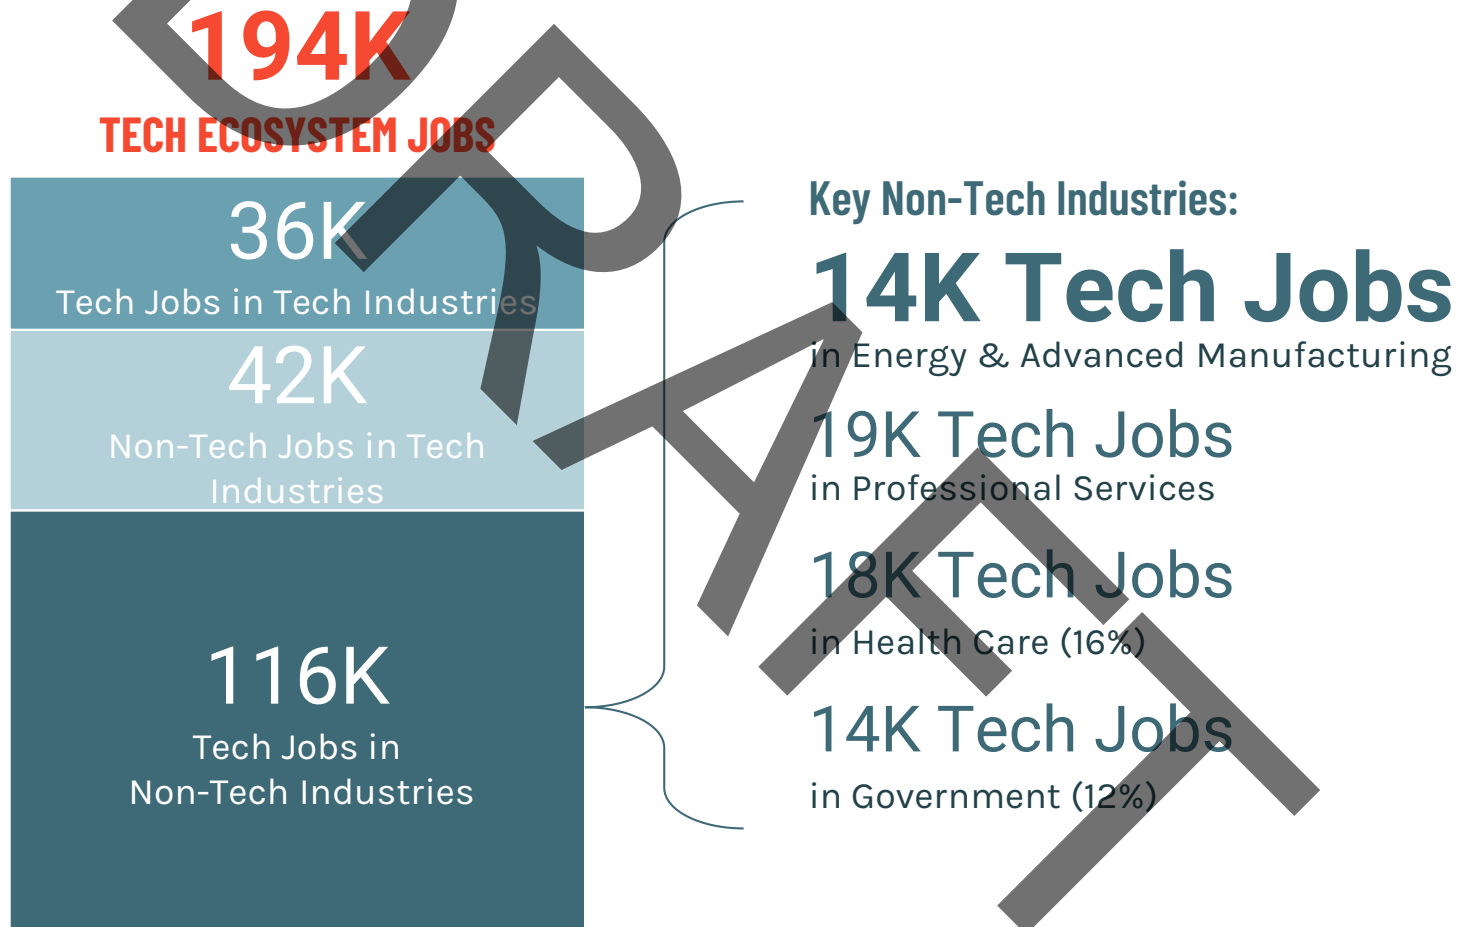 194K
TECH ECOSYSTEM JOBS
36K
Tech Jobs in Tech Industries
42K
Non-Tech Jobs in Tech
Industries
116K
Tech Jobs in
Non-Tech Industries
Key Non-Tech Industries:
14K Tech Jobs
in Energy & Advanced Manufacturing
19K Tech Jobs
in Professional Services
18K Tech Jobs
in Health Care (16%)
14K Tech Jobs
in Government (12%)
DRAFT